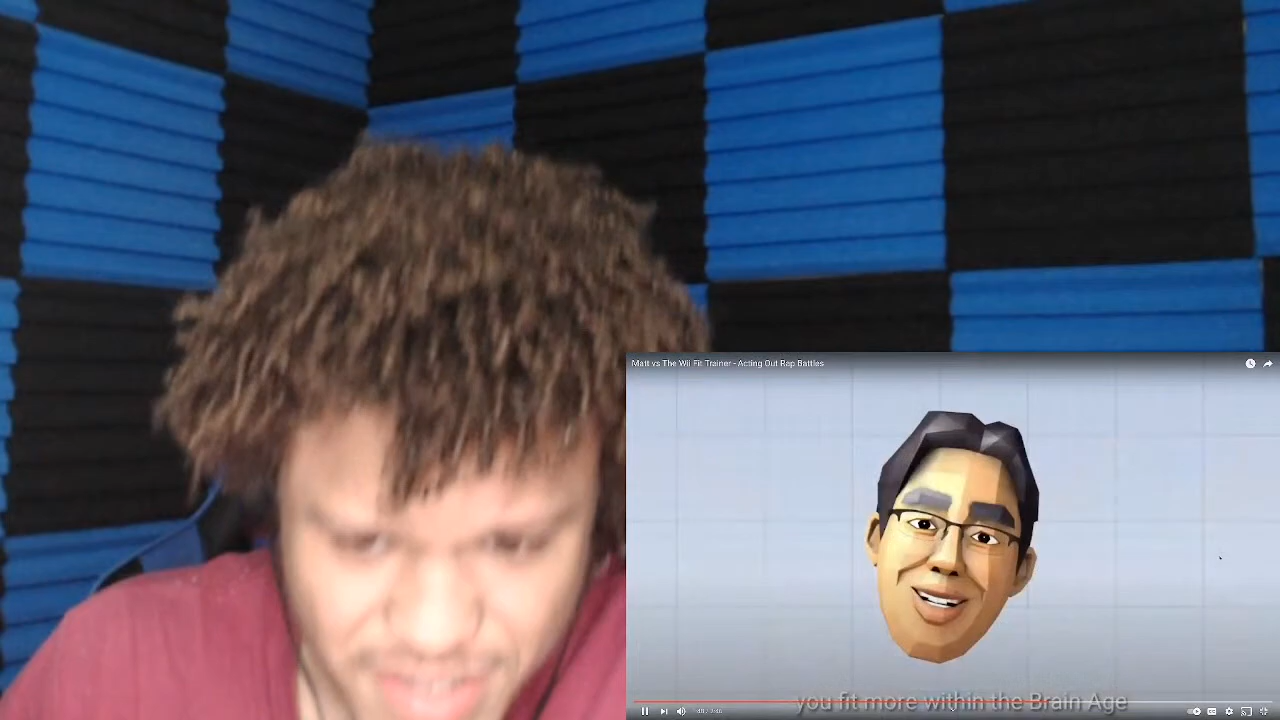 Matt vs The Wii Fit Trainer - Acting Out Rap Battles
you fit more within the Brain Age